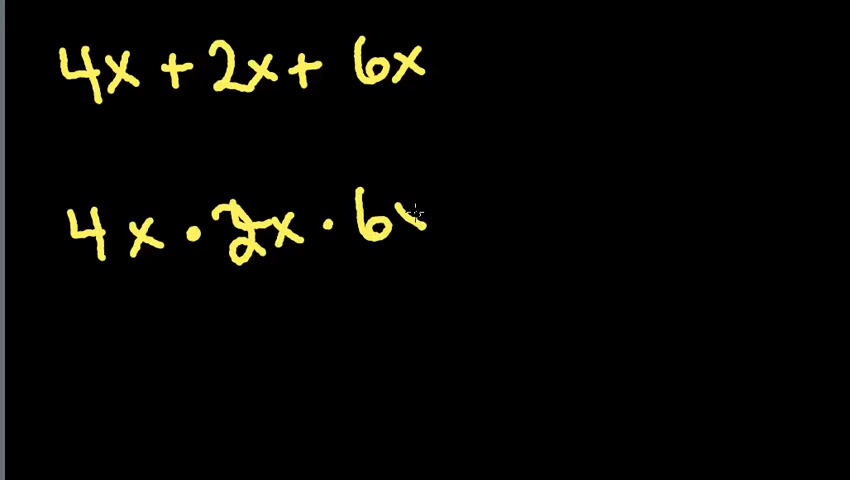 4x + 2x + 6x
4x · 2x · 6